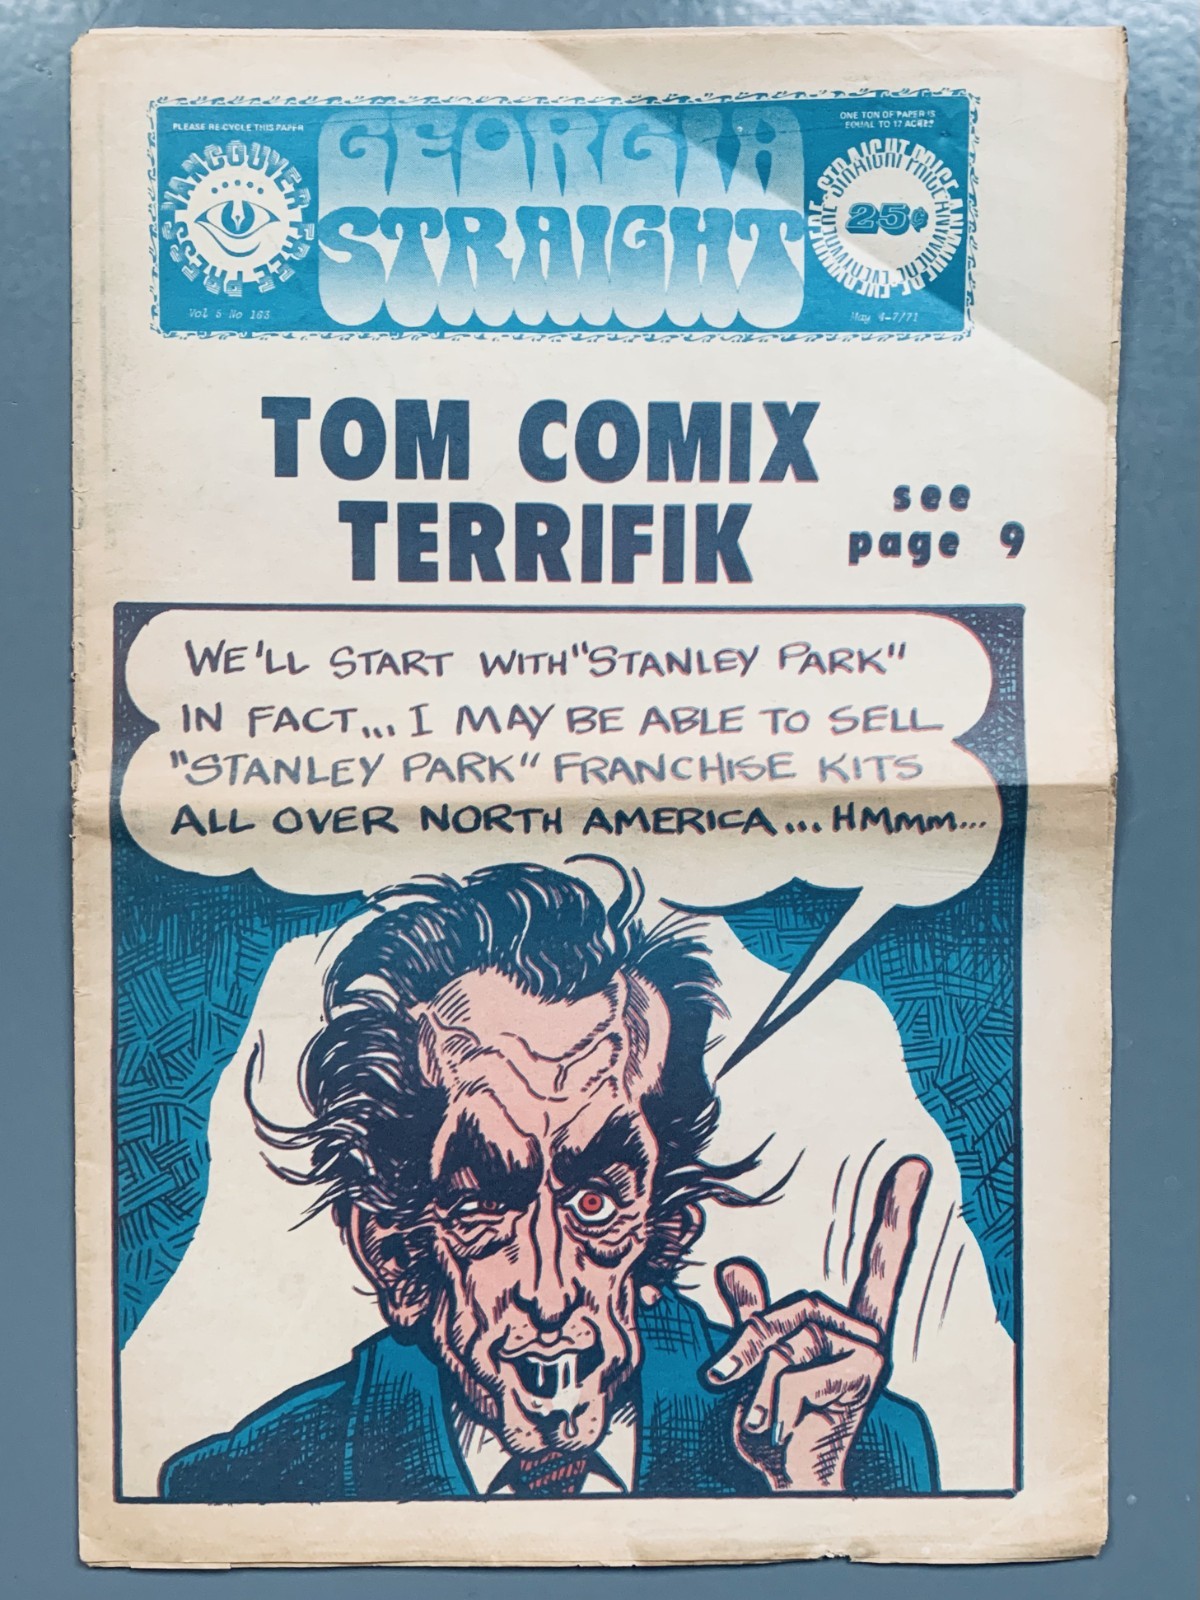 PLEASE RE-CYCLE THIS PAPER
ONE TON OF PAPER IS
EQUAL TO 17 ACRES
GEORGIA
STRAIGHT
VANCOUVER FREE PRESS
25¢
Vol 5 No 163
May 4-7/71
TOM COMIX
TERRIFIK
see
page 9
WE'LL START WITH "STANLEY PARK"
IN FACT... I MAY BE ABLE TO SELL
"STANLEY PARK" FRANCHISE KITS
ALL OVER NORTH AMERICA... HMMMM...